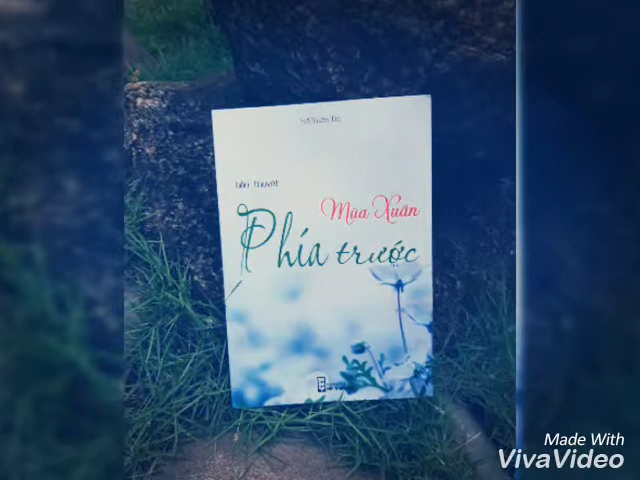 Tiểu Thuyết
Mùa Xuân
Phía trước
Made With
VivaVideo